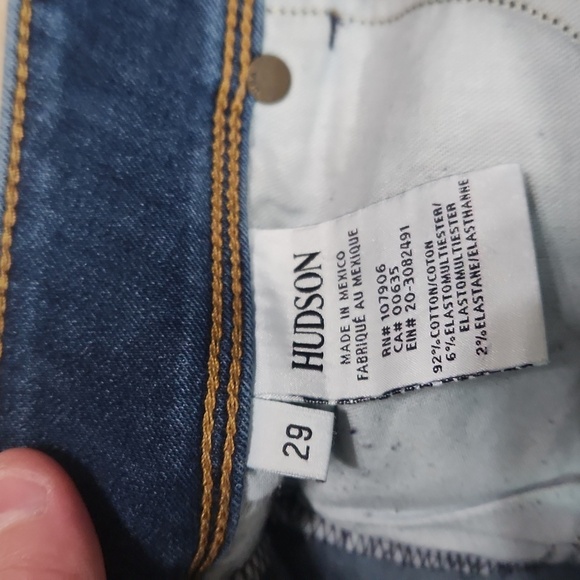 HUDSON
MADE IN MEXICO
FABRIQUÉ AU MEXIQUE
RN# 107906
CA# 00635
EIN# 20-3082491
92%COTTON/COTON
6%ELASTOMULTIESTER/
ELASTOMULTIESTER
2%ELASTANE/ELASTHANNE
29